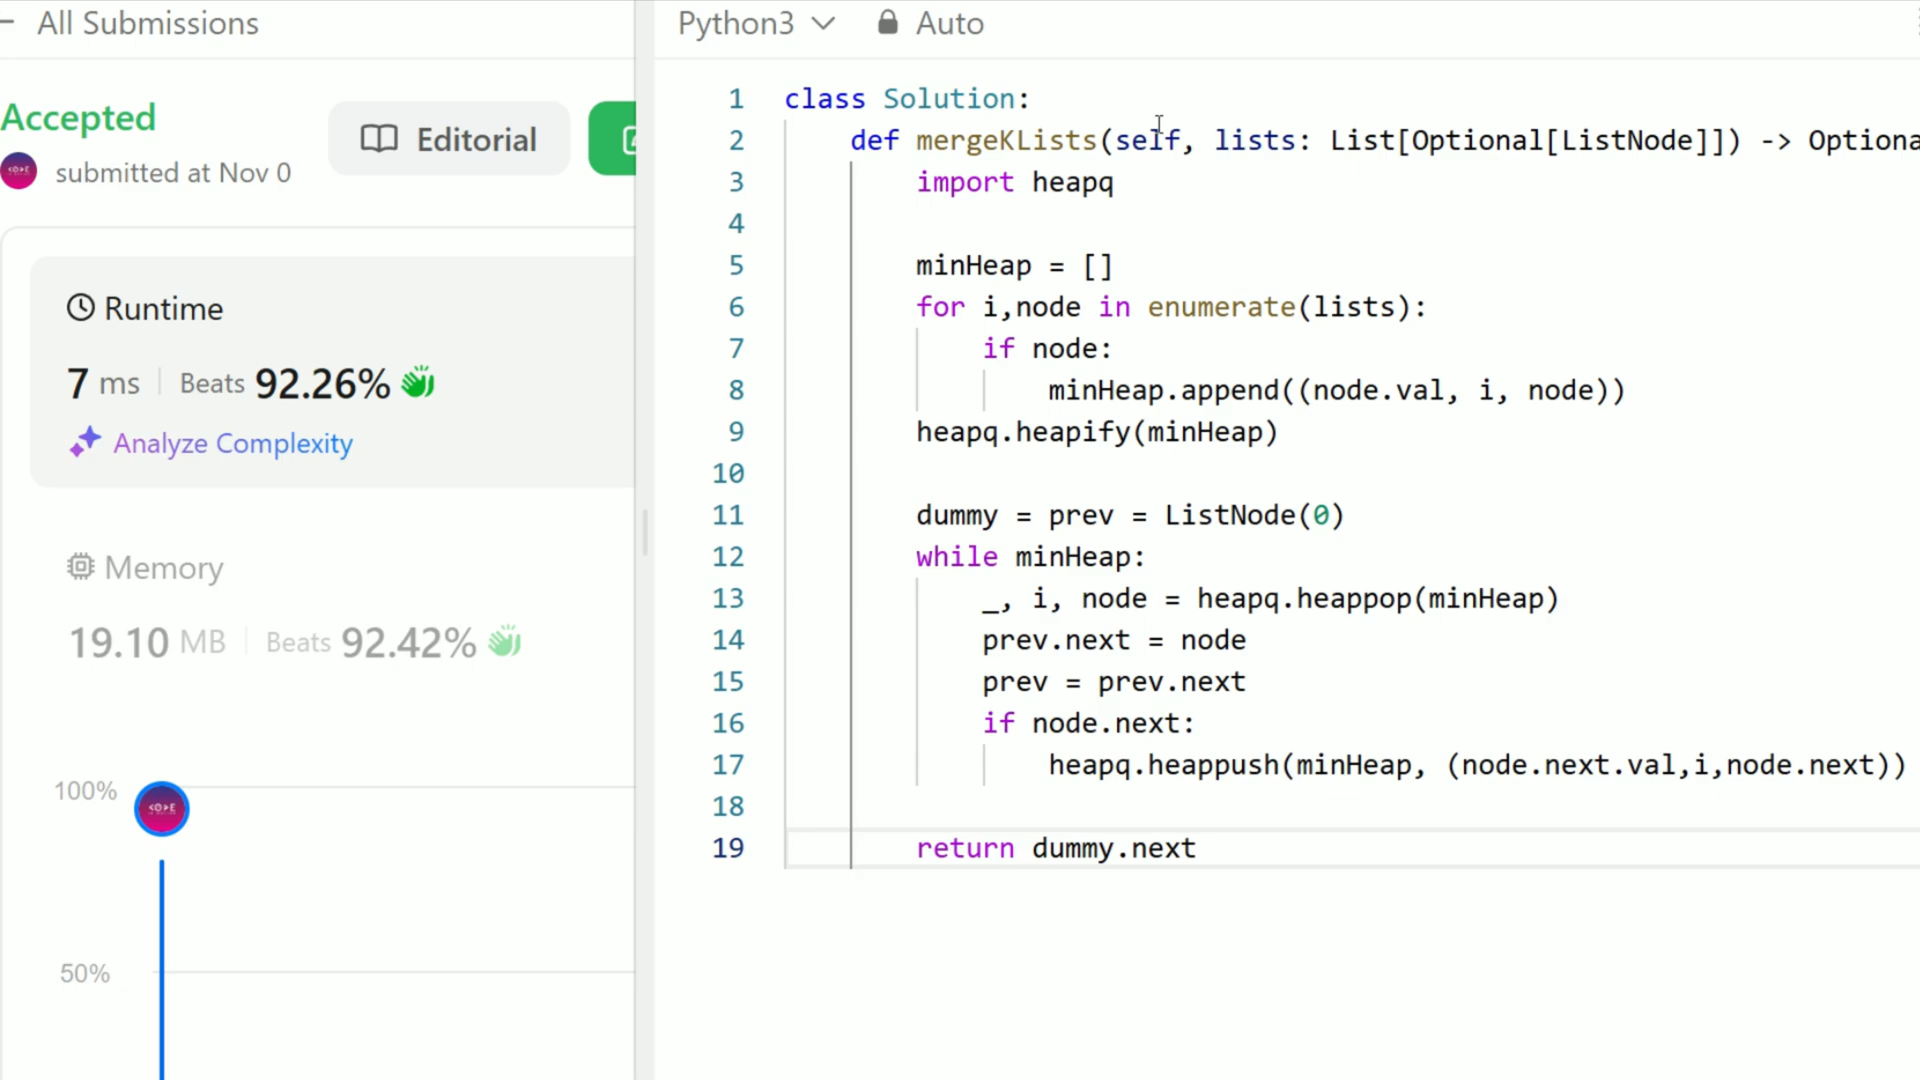 All Submissions
Accepted
submitted at Nov 0
Editorial
Runtime
7 ms Beats 92.26%
Analyze Complexity
Memory
19.10 MB Beats 92.42%
100%
50%
Python3 Auto
1 class Solution:
2 def mergeKLists(self, lists: List[Optional[ListNode]]) -> Optiona
3 import heapq
4
5 minHeap = []
6 for i,node in enumerate(lists):
7 if node:
8 minHeap.append((node.val, i, node))
9 heapq.heapify(minHeap)
10
11 dummy = prev = ListNode(0)
12 while minHeap:
13 _, i, node = heapq.heappop(minHeap)
14 prev.next = node
15 prev = prev.next
16 if node.next:
17 heapq.heappush(minHeap, (node.next.val,i,node.next))
18
19 return dummy.next